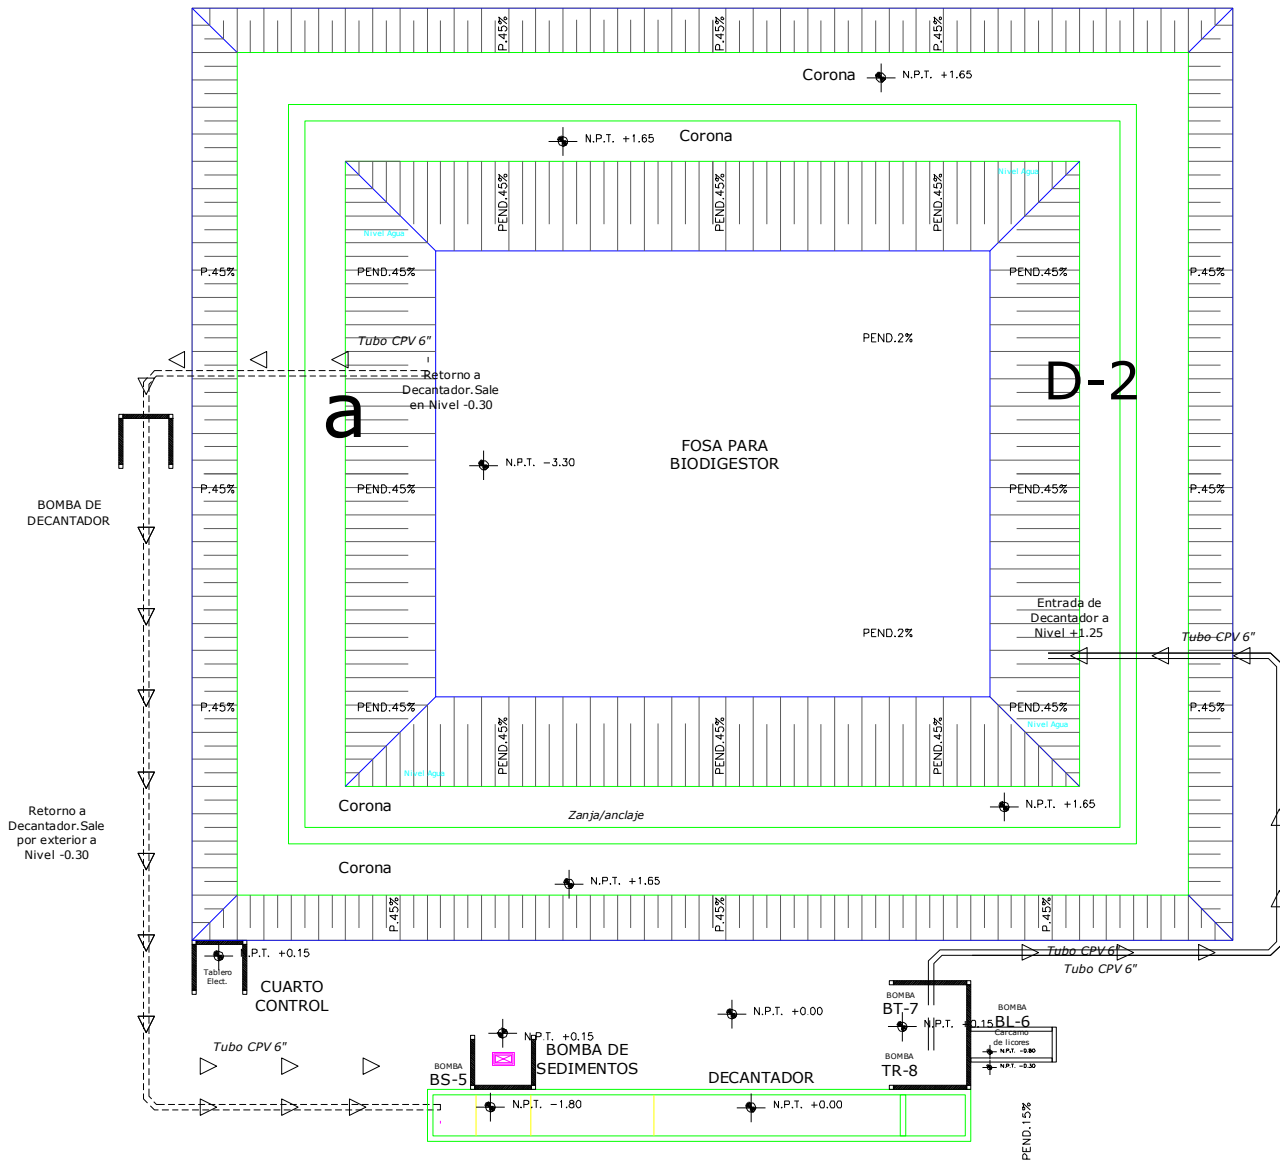 P.45%
P.45%
P.45%
Corona
N.P.T. +1.65
N.P.T. +1.65
Corona
PEND.45%
PEND.45%
PEND.45%
Nivel Agua
Nivel Agua
P.45%
PEND.45%
PEND.45%
P.45%
Tubo CPV 6"
PEND.2%
Retorno a
Decantador.Sale
en Nivel -0.30
a
D-2
FOSA PARA
BIODIGESTOR
N.P.T. -3.30
P.45%
PEND.45%
PEND.45%
P.45%
BOMBA DE
DECANTADOR
Entrada de
Decantador a
Nivel +1.25
PEND.2%
Tubo CPV 6"
P.45%
PEND.45%
PEND.45%
P.45%
Nivel Agua
PEND.45%
PEND.45%
PEND.45%
Nivel Agua
Corona
N.P.T. +1.65
Zanja/anclaje
Retorno a
Decantador.Sale
por exterior a
Nivel -0.30
Corona
N.P.T. +1.65
P.45%
P.45%
P.45%
N.P.T. +0.15
Tablero
Elect.
CUARTO
CONTROL
Tubo CPV 6"
Tubo CPV 6"
BOMBA
BT-7
N.P.T. +0.00
N.P.T. +0.15
BOMBA
BL-6
Carcamo
de licores
N.P.T. -0.80
N.P.T. -0.30
N.P.T. +0.15
Tubo CPV 6"
BOMBA DE
SEDIMENTOS
BOMBA
BS-5
BOMBA
TR-8
DECANTADOR
N.P.T. -1.80
N.P.T. +0.00
PEND.15%